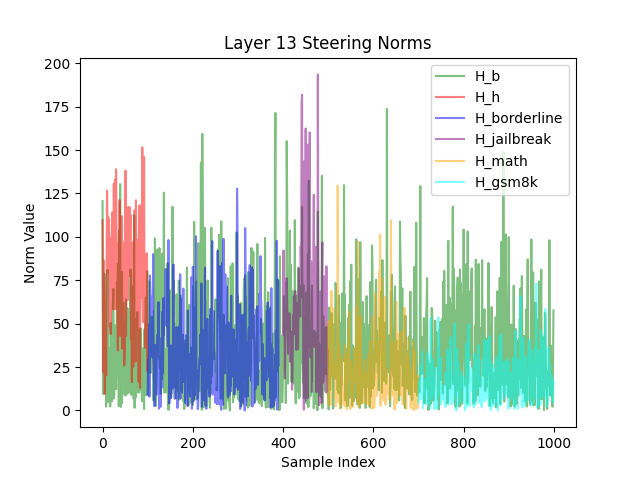 Layer 13 Steering Norms
Norm Value
200
175
150
125
100
75
50
25
0
H_b
H_h
H_borderline
H_jailbreak
H_math
H_gsm8k
0
200
400
600
800
1000
Sample Index